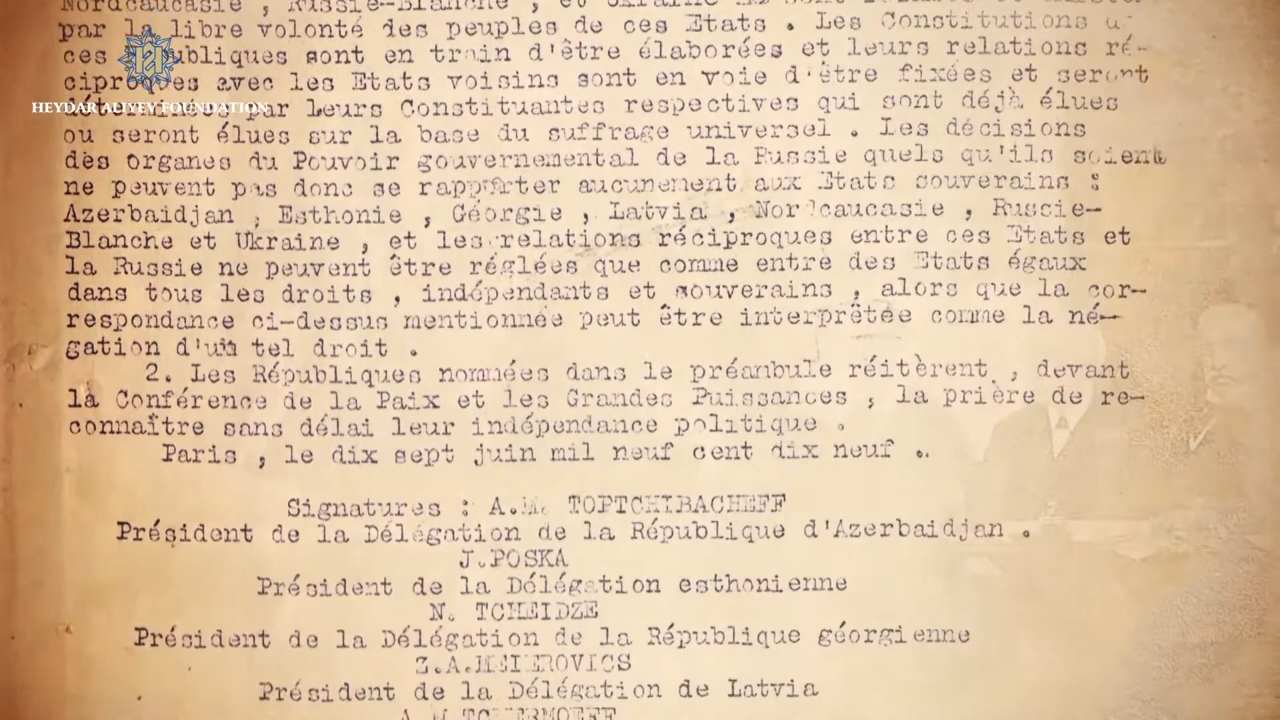 Nordcaucasie , Russie-Blanche , et Ukraine
par la libre volonté des peuples de ces Etats . Les Constitutions
ces Républiques sont en train d'être élaborées et leurs relations ré-
ciproques avec les Etats voisins sont en voie d'être fixées et seront
HEYDAR ALIYEV FOUNDATION
déterminées par leurs Constituantes respectives qui sont déjà élues
ou seront élues sur la base du suffrage universel . Les décisions
des organes du Pouvoir gouvernemental de la Russie quels qu'ils soient
ne peuvent pas donc se rapporter aucunement aux Etats souverains :
Azerbaidjan , Esthonie , Géorgie , Latvia , Nordcaucasie , Russie-
Blanche et Ukraine , et les relations réciproques entre ces Etats et
la Russie ne peuvent être réglées que comme entre des Etats égaux
dans tous les droits , indépendants et souverains , alors que la cor-
respondance ci-dessus mentionnée peut être interprêtée comme la né-
gation d'un tel droit .
2. Les Républiques nommées dans le préambule réitèrent , devant
la Conférence de la Paix et les Grandes Puissances , la prière de re-
connaître sans délai leur indépendance politique .
Paris , le dix sept juin mil neuf cent dix neuf ..
Signatures : A.M. TOPTCHIBACHEFF
Président de la Délégation de la République d'Azerbaidjan .
J.POSKA
Président de la Délégation esthonienne
N. TCHEIDZE
Président de la Délégation de la République géorgienne
Z.A.MEIEROVICS
Président de la Délégation de Latvia
A.M.TCHERMOEFF